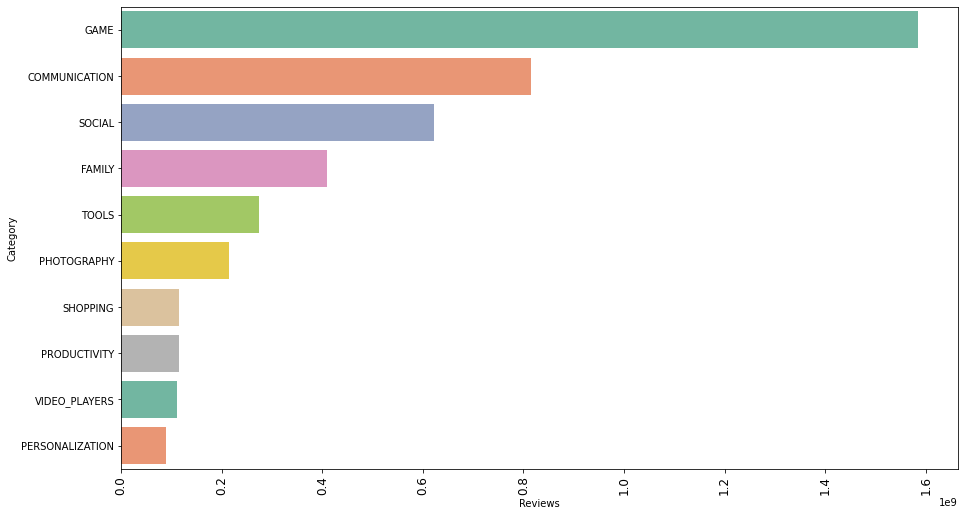 GAME
COMMUNICATION
SOCIAL
FAMILY
TOOLS
PHOTOGRAPHY
SHOPPING
PRODUCTIVITY
VIDEO_PLAYERS
PERSONALIZATION
Category
0.0
0.2
0.4
0.6
0.8
1.0
1.2
1.4
1.6
Reviews
1e9